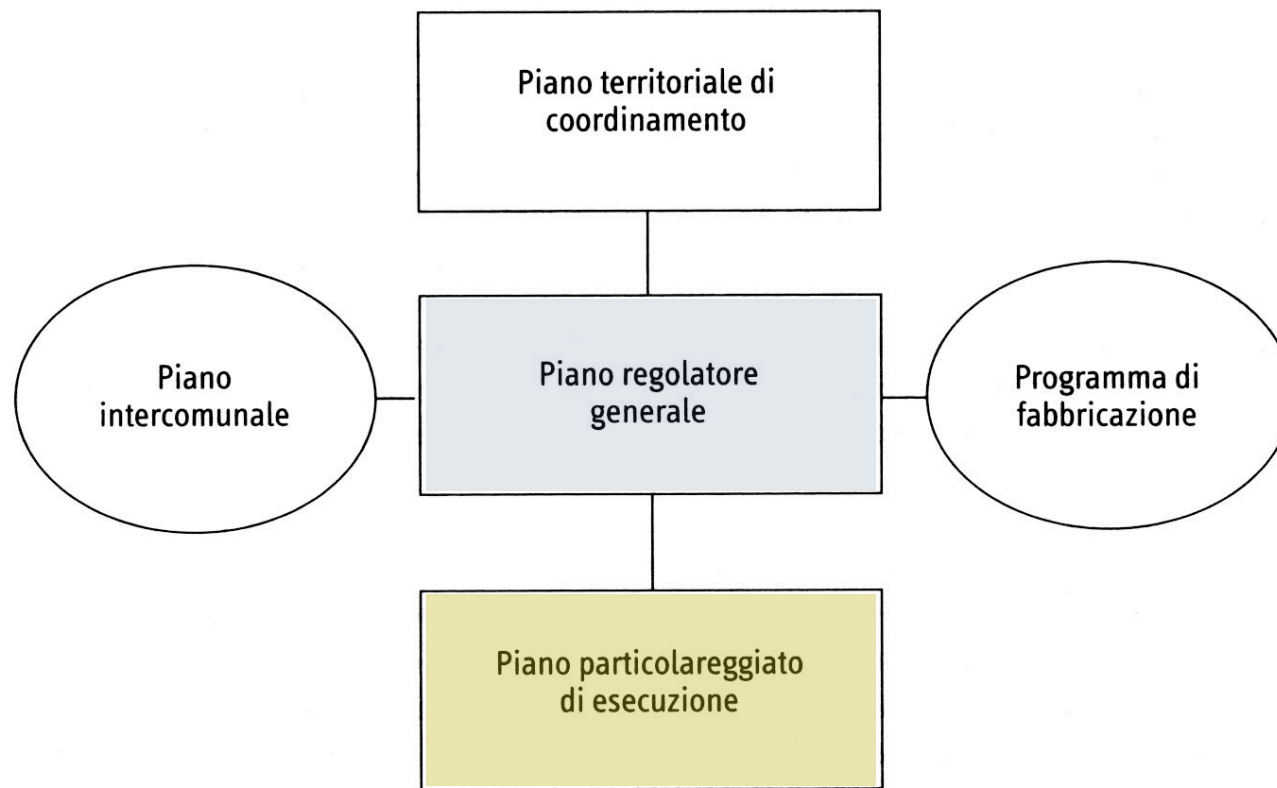 Piano territoriale di
coordinamento
Piano
intercomunale
Piano regolatore
generale
Programma di
fabbricazione
Piano particolareggiato
di esecuzione